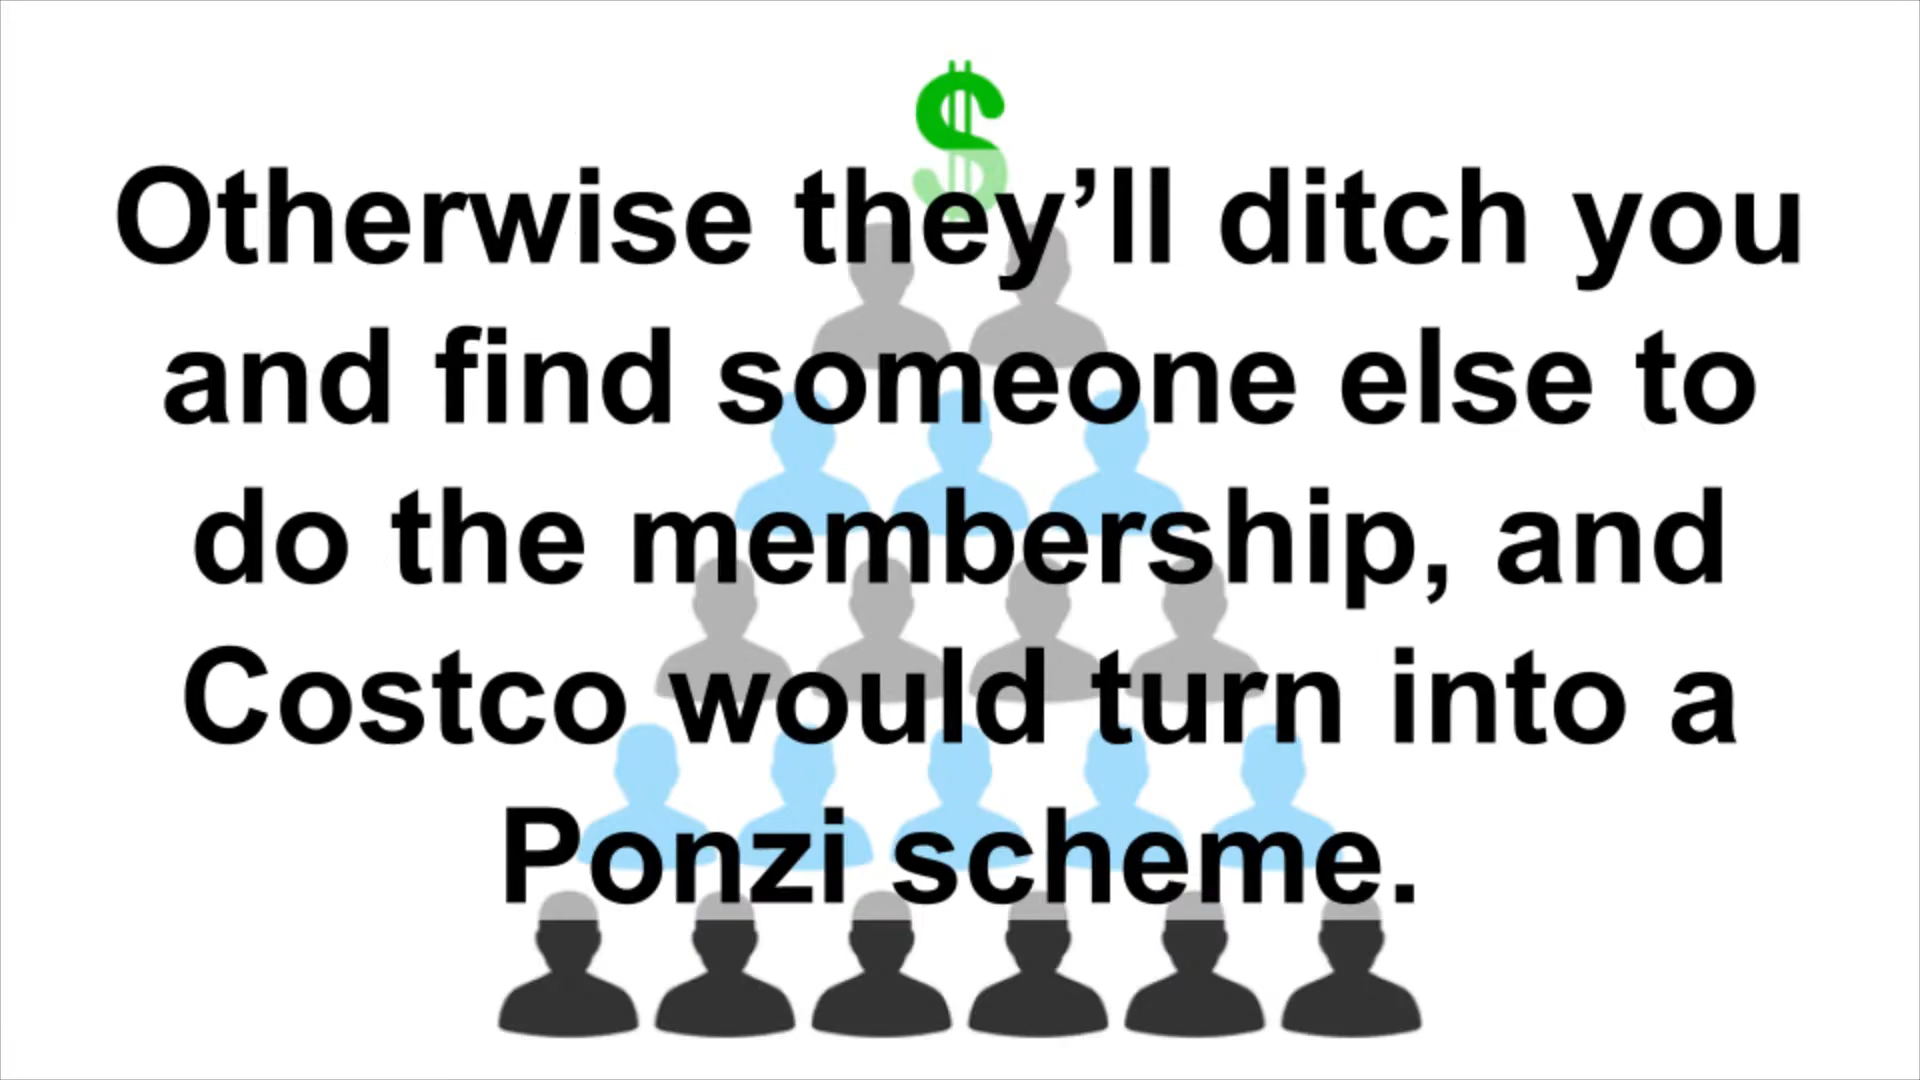 $
Otherwise they’ll ditch you
and find someone else to
do the membership, and
Costco would turn into a
Ponzi scheme.